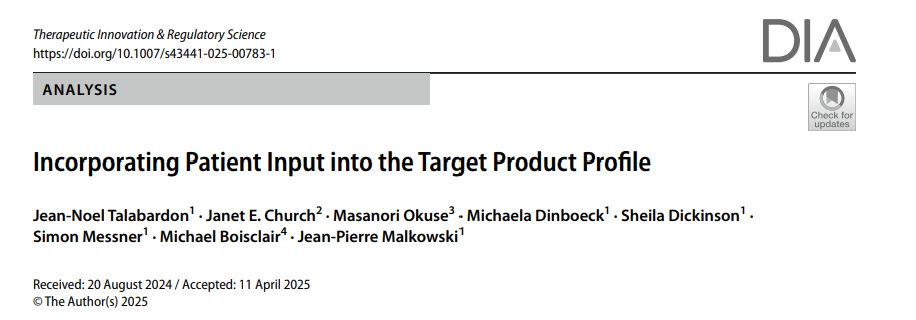 Therapeutic Innovation & Regulatory Science
https://doi.org/10.1007/s43441-025-00783-1
DIA
ANALYSIS
Check for
updates
Incorporating Patient Input into the Target Product Profile
Jean-Noel Talabardon¹ · Janet E. Church² · Masanori Okuse³ · Michaela Dinboeck¹ · Sheila Dickinson¹ ·
Simon Messner¹ · Michael Boisclair⁴ · Jean-Pierre Malkowski¹
Received: 20 August 2024 / Accepted: 11 April 2025
© The Author(s) 2025